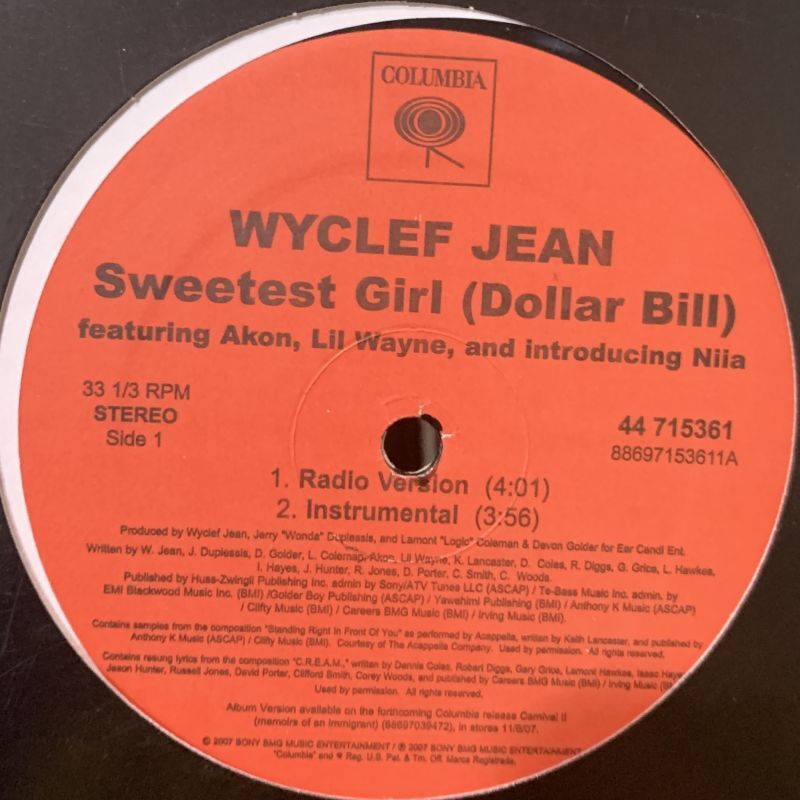 COLUMBIA
WYCLEF JEAN
Sweetest Girl (Dollar Bill)
featuring Akon, Lil Wayne, and introducing Niia
33 1/3 RPM
STEREO
Side 1
44 715361
88697153611A
1. Radio Version (4:01)
2. Instrumental (3:56)
Produced by Wyclef Jean, Jerry "Wonda" Duplessis, and Lamont "Logic" Coleman & Devon Golder for Ear Candi Ent.
Written by W. Jean, J. Duplessis, D. Golder, L. Coleman, Akon, Lil Wayne, K. Lancaster, D. Coles, R. Diggs, G. Grice, L. Hawkes,
I. Hayes, J. Hunter, R. Jones, D. Porter, C. Smith, C. Woods.
Published by Huss-Zwingli Publishing Inc. admin by Sony/ATV Tunes LLC (ASCAP) / Te-Bass Music Inc. admin. by
EMI Blackwood Music Inc. (BMI) /Golder Boy Publishing (ASCAP) / Yawehimi Publishing (BMI) / Anthony K Music (ASCAP)
/ Clifty Music (BMI) / Careers BMG Music (BMI) / Irving Music (BMI).
Contains samples from the composition "Standing Right In Front Of You" as performed by Acappella, written by Keith Lancaster, and published by
Anthony K Music (ASCAP) / Clifty Music (BMI). Courtesy of The Acappella Company. Used by permission. All rights reserved.
Contains resung lyrics from the composition "C.R.E.A.M.," written by Dennis Coles, Robert Diggs, Gary Grice, Lamont Hawkes, Isaac Haye
Jason Hunter, Russell Jones, David Porter, Clifford Smith, Corey Woods, and published by Careers BMG Music (BMI) / Irving Music (BM
Used by permission. All rights reserved.
Album Version available on the forthcoming Columbia release Carnival II
(memoirs of an immigrant) (88697039472), in stores 11/6/07.
© 2007 SONY BMG MUSIC ENTERTAINMENT / ℗ 2007 SONY BMG MUSIC ENTERTAINMENT
"Columbia" and Reg. U.S. Pat. & Tm. Off. Marca Registrada.